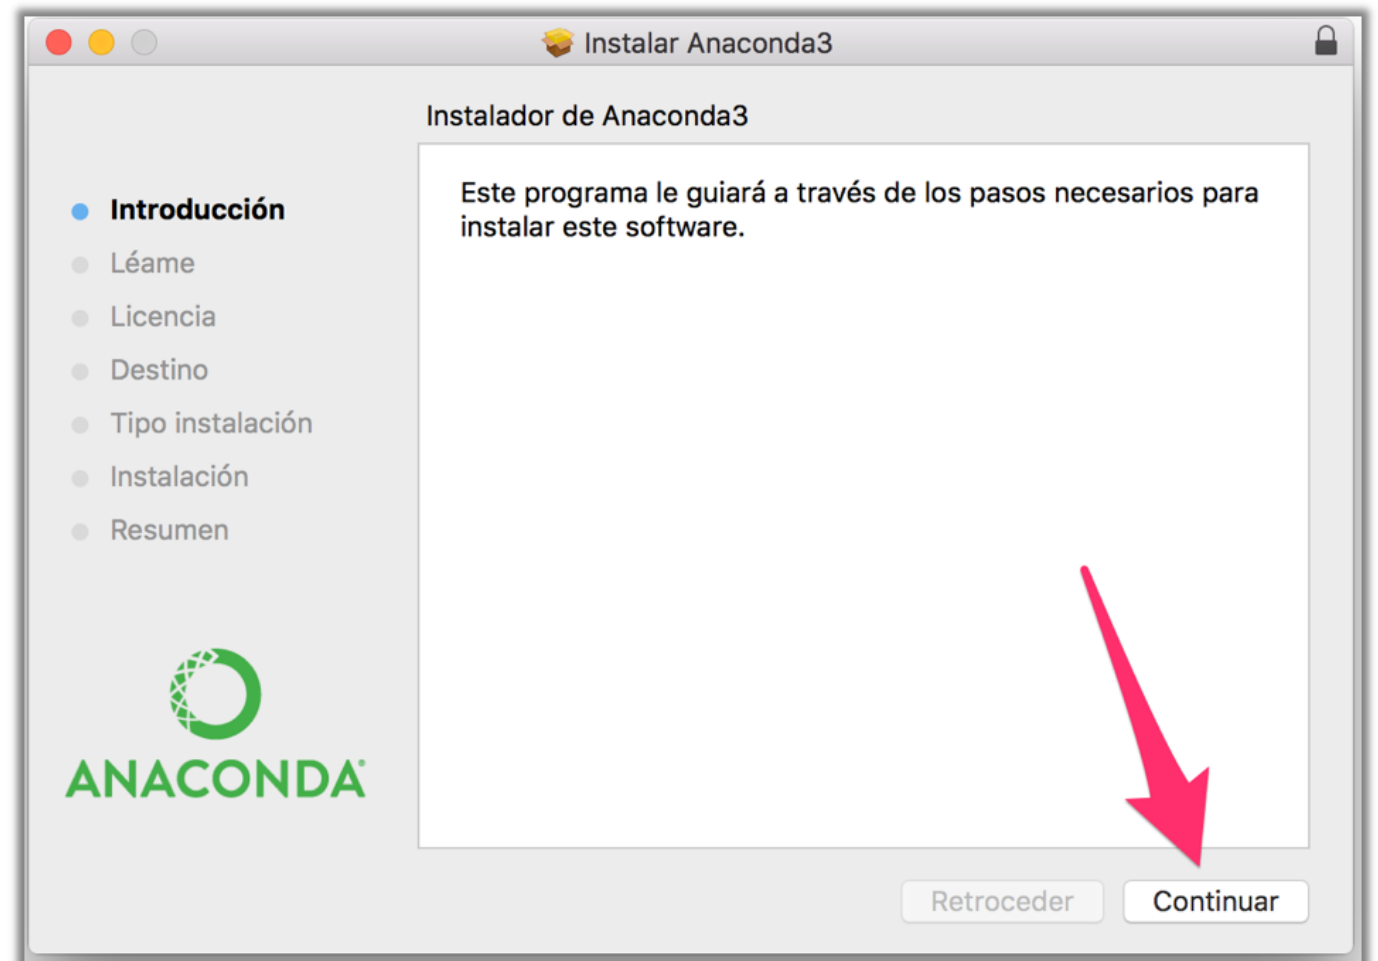 Instalar Anaconda3
Instalador de Anaconda3
Este programa le guiará a través de los pasos necesarios para
instalar este software.
Introducción
Léame
Licencia
Destino
Tipo instalación
Instalación
Resumen
ANACONDA
Retroceder
Continuar